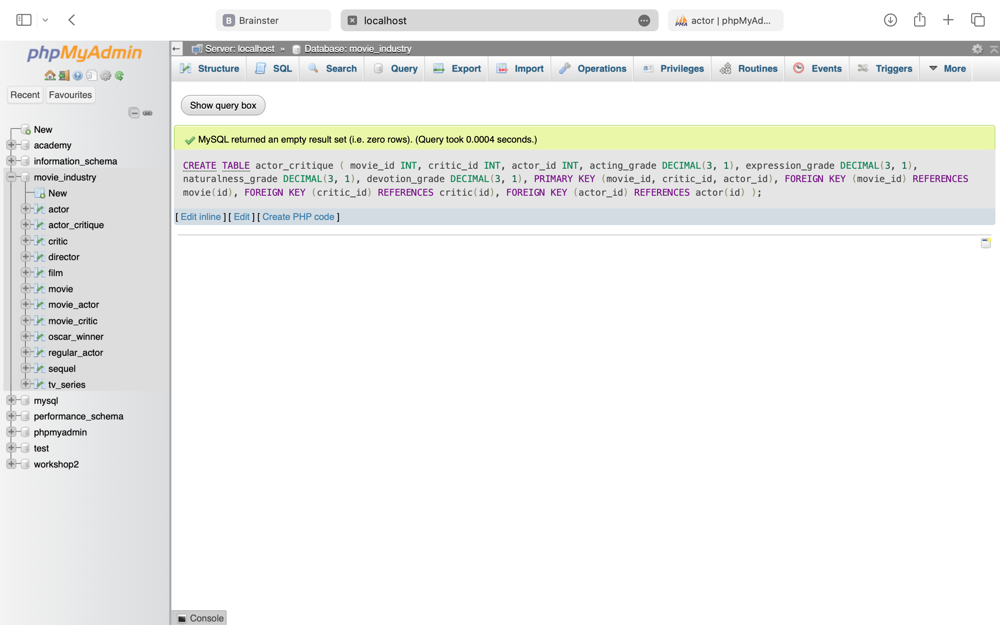 B Brainster
localhost
PMA actor | phpMyAd...
phpMyAdmin
Recent
Favourites
New
academy
information_schema
movie_industry
New
actor
actor_critique
critic
director
film
movie
movie_actor
movie_critic
oscar_winner
regular_actor
sequel
tv_series
mysql
performance_schema
phpmyadmin
test
workshop2
Server: localhost » Database: movie_industry
Structure SQL Search Query Export Import Operations Privileges Routines Events Triggers More
Show query box
MySQL returned an empty result set (i.e. zero rows). (Query took 0.0004 seconds.)
CREATE TABLE actor_critique ( movie_id INT, critic_id INT, actor_id INT, acting_grade DECIMAL(3, 1), expression_grade DECIMAL(3, 1),
naturalness_grade DECIMAL(3, 1), devotion_grade DECIMAL(3, 1), PRIMARY KEY (movie_id, critic_id, actor_id), FOREIGN KEY (movie_id) REFERENCES
movie(id), FOREIGN KEY (critic_id) REFERENCES critic(id), FOREIGN KEY (actor_id) REFERENCES actor(id) );
[ Edit inline ] [ Edit ] [ Create PHP code ]
Console